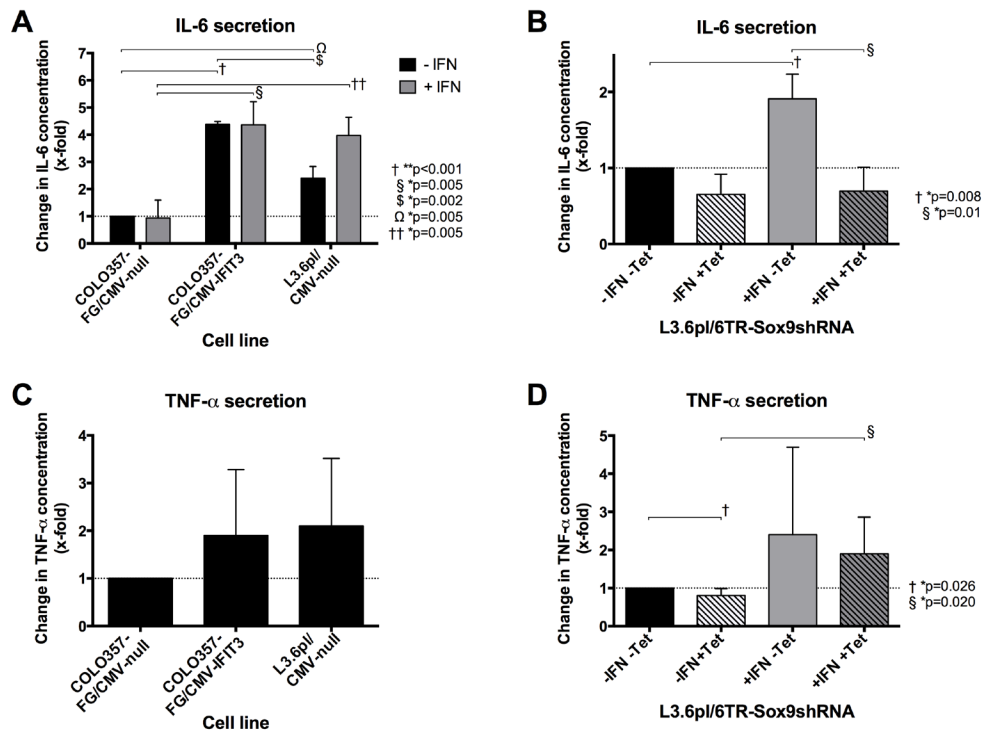 A
IL-6 secretion
Change in IL-6 concentration
(x-fold)
7
6
5
4
3
2
1
0
Ω
$
†
††
§
- IFN
+ IFN
† **p<0.001
§ *p=0.005
$ *p=0.002
Ω *p=0.005
†† *p=0.005
COLO357-
FG/CMV-null
COLO357-
FG/CMV-IFIT3
L3.6pl/
CMV-null
Cell line
B
IL-6 secretion
Change in IL-6 concentration
(x-fold)
2
1
0
§
†
† *p=0.008
§ *p=0.01
- IFN -Tet
-IFN +Tet
+IFN -Tet
+IFN +Tet
L3.6pl/6TR-Sox9shRNA
C
TNF-α secretion
Change in TNF-α concentration
(x-fold)
4
3
2
1
0
COLO357-
FG/CMV-null
COLO357-
FG/CMV-IFIT3
L3.6pl/
CMV-null
Cell line
D
TNF-α secretion
Change in TNF-α concentration
(x-fold)
5
4
3
2
1
0
§
†
† *p=0.026
§ *p=0.020
-IFN -Tet
-IFN+Tet
+IFN -Tet
+IFN +Tet
L3.6pl/6TR-Sox9shRNA